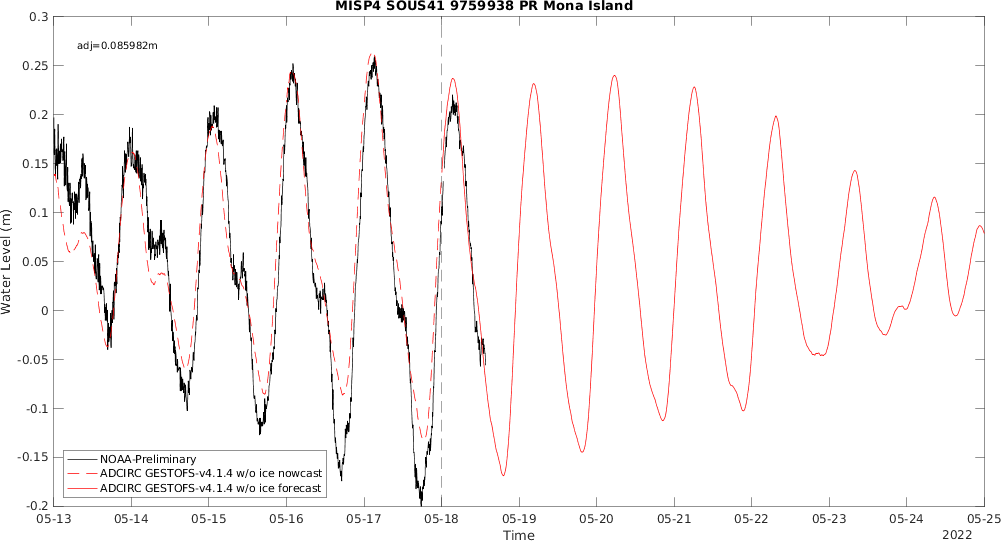 MISP4 SOUS41 9759938 PR Mona Island
adj=0.085982m
0.3
0.25
0.2
0.15
0.1
0.05
0
-0.05
-0.1
-0.15
-0.2
Water Level (m)
NOAA-Preliminary
ADCIRC GESTOFS-v4.1.4 w/o ice nowcast
ADCIRC GESTOFS-v4.1.4 w/o ice forecast
05-13 05-14 05-15 05-16 05-17 05-18 05-19 05-20 05-21 05-22 05-23 05-24 05-25
Time
2022